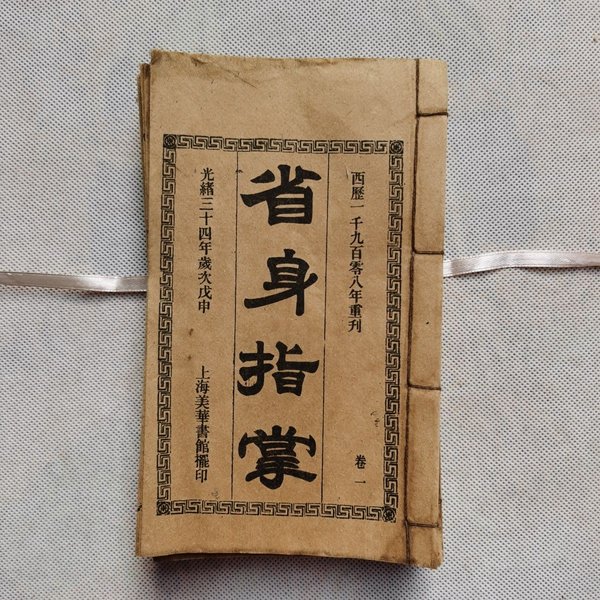 西歷一千九百零八年重刊
卷一
省身指掌
光緒三十四年歲次戊申
上海美華書館擺印